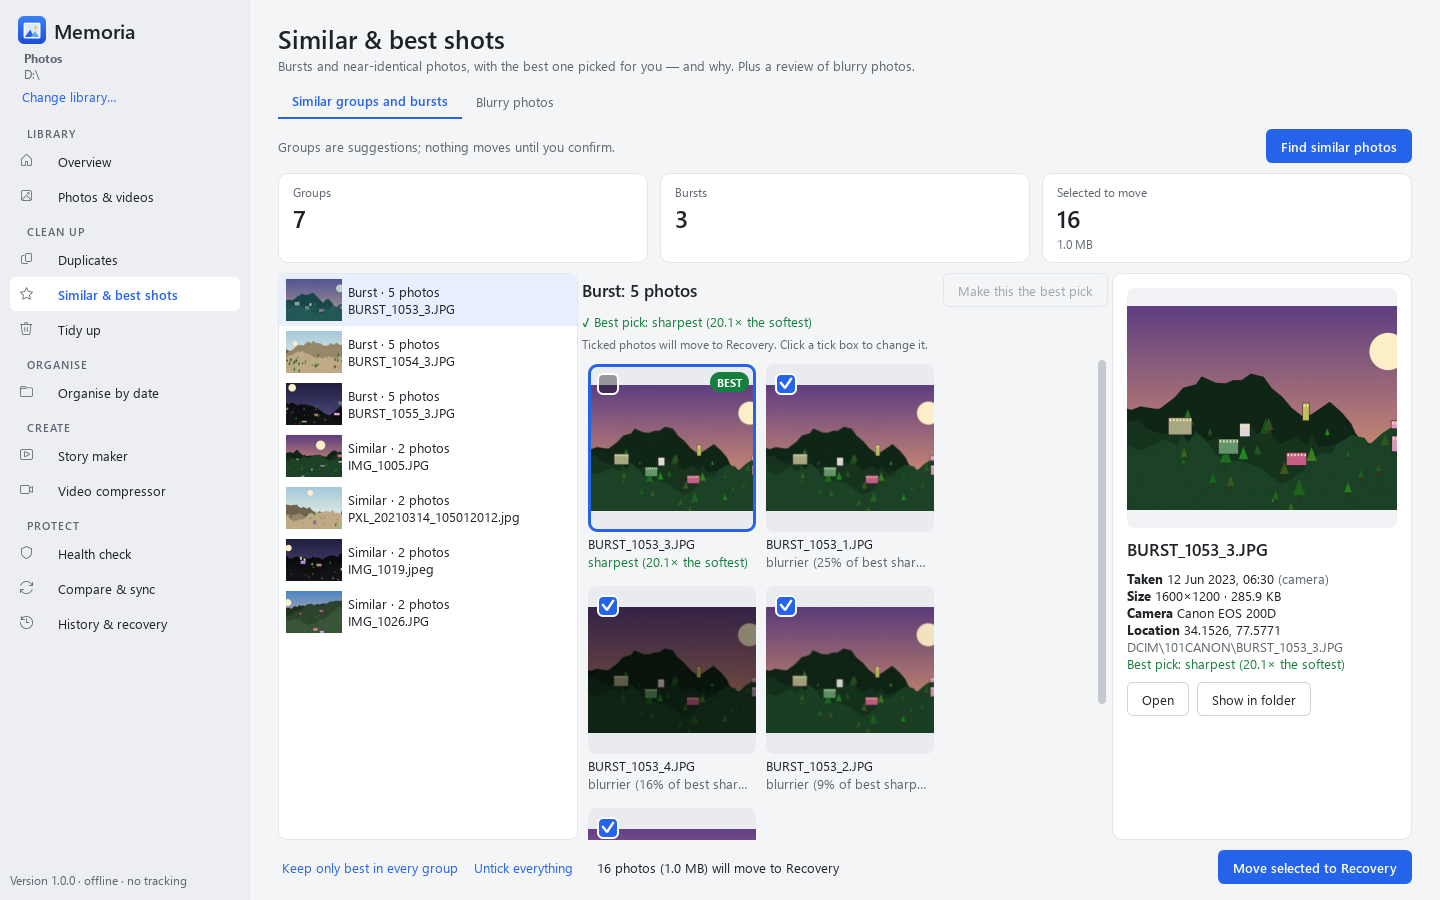 Memoria
Photos
D:\
Change library...
LIBRARY
Overview
Photos & videos
CLEAN UP
Duplicates
Similar & best shots
Tidy up
ORGANISE
Organise by date
CREATE
Story maker
Video compressor
PROTECT
Health check
Compare & sync
History & recovery
Version 1.0.0 · offline · no tracking
Similar & best shots
Bursts and near-identical photos, with the best one picked for you — and why. Plus a review of blurry photos.
Similar groups and bursts
Blurry photos
Groups are suggestions; nothing moves until you confirm.
Find similar photos
Groups
7
Bursts
3
Selected to move
16
1.0 MB
Burst · 5 photos
BURST_1053_3.JPG
Burst · 5 photos
BURST_1054_3.JPG
Burst · 5 photos
BURST_1055_3.JPG
Similar · 2 photos
IMG_1005.JPG
Similar · 2 photos
PXL_20210314_105012012.jpg
Similar · 2 photos
IMG_1019.jpeg
Similar · 2 photos
IMG_1026.JPG
Burst: 5 photos
Make this the best pick
✓ Best pick: sharpest (20.1× the softest)
Ticked photos will move to Recovery. Click a tick box to change it.
BEST
BURST_1053_3.JPG
sharpest (20.1× the softest)
BURST_1053_1.JPG
blurrier (25% of best shar...
BURST_1053_4.JPG
blurrier (16% of best shar...
BURST_1053_2.JPG
blurrier (9% of best sharp...
BURST_1053_3.JPG
Taken 12 Jun 2023, 06:30 (camera)
Size 1600×1200 · 285.9 KB
Camera Canon EOS 200D
Location 34.1526, 77.5771
DCIM\101CANON\BURST_1053_3.JPG
Best pick: sharpest (20.1× the softest)
Open
Show in folder
Keep only best in every group
Untick everything
16 photos (1.0 MB) will move to Recovery
Move selected to Recovery